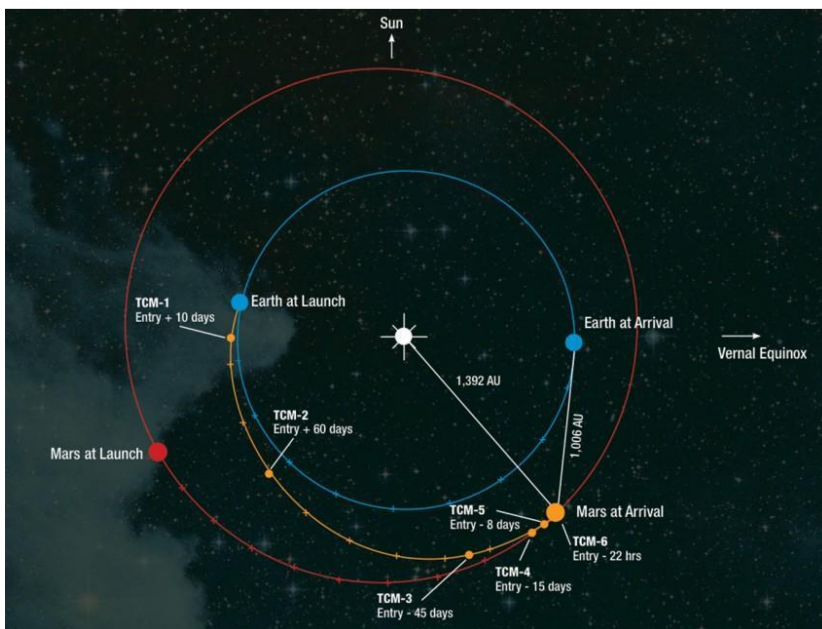 Sun
Earth at Launch
TCM-1
Entry + 10 days
Earth at Arrival
Vernal Equinox
1,392 AU
TCM-2
Entry + 60 days
1,006 AU
Mars at Launch
TCM-5
Entry - 8 days
Mars at Arrival
TCM-6
Entry - 22 hrs
TCM-4
Entry - 15 days
TCM-3
Entry - 45 days